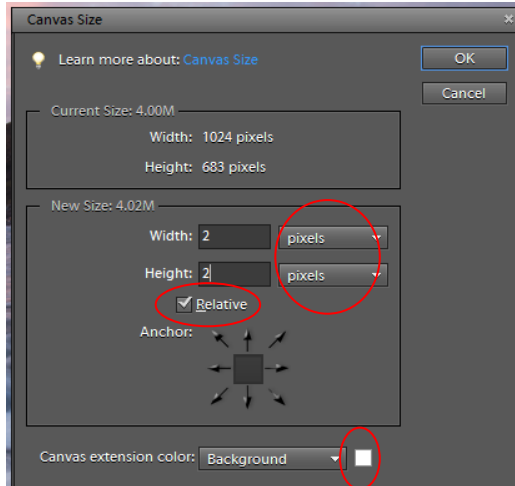 Canvas Size
Learn more about: Canvas Size
OK
Cancel
Current Size: 4.00M
Width: 1024 pixels
Height: 683 pixels
New Size: 4.02M
Width: 2 pixels
Height: 2 pixels
Relative
Anchor:
Canvas extension color: Background